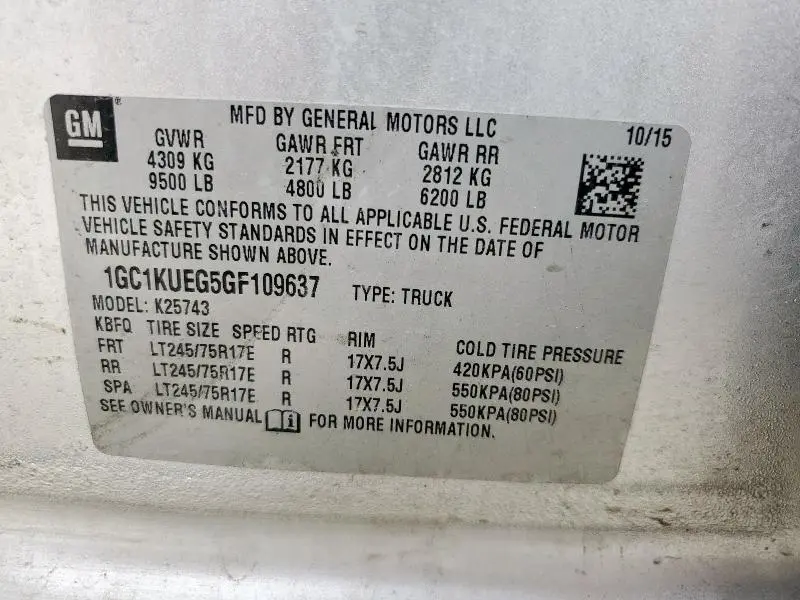 GM ®
MFD BY GENERAL MOTORS LLC 10/15
GVWR GAWR FRT GAWR RR
4309 KG 2177 KG 2812 KG
9500 LB 4800 LB 6200 LB
THIS VEHICLE CONFORMS TO ALL APPLICABLE U.S. FEDERAL MOTOR
VEHICLE SAFETY STANDARDS IN EFFECT ON THE DATE OF
MANUFACTURE SHOWN ABOVE.
1GC1KUEG5GF109637 TYPE: TRUCK
MODEL: K25743
KBFQ TIRE SIZE SPEED RTG RIM COLD TIRE PRESSURE
FRT LT245/75R17E R 17X7.5J 420KPA(60PSI)
RR LT245/75R17E R 17X7.5J 550KPA(80PSI)
SPA LT245/75R17E R 17X7.5J 550KPA(80PSI)
SEE OWNER'S MANUAL i FOR MORE INFORMATION.